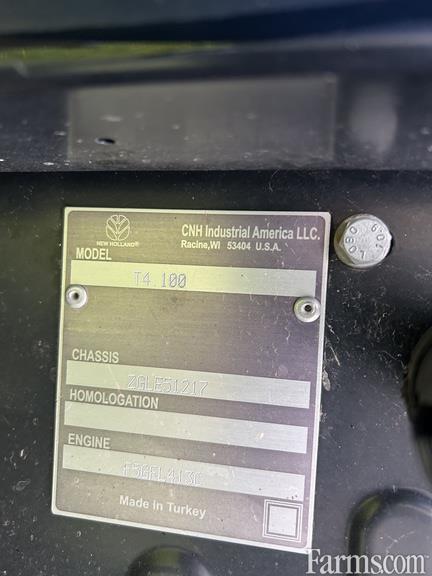 NEW HOLLAND®
CNH Industrial America LLC.
Racine,WI 53404 U.S.A.
MODEL
T4.100
CHASSIS
ZGLE51217
HOMOLOGATION
ENGINE
Made in Turkey
Farms.com